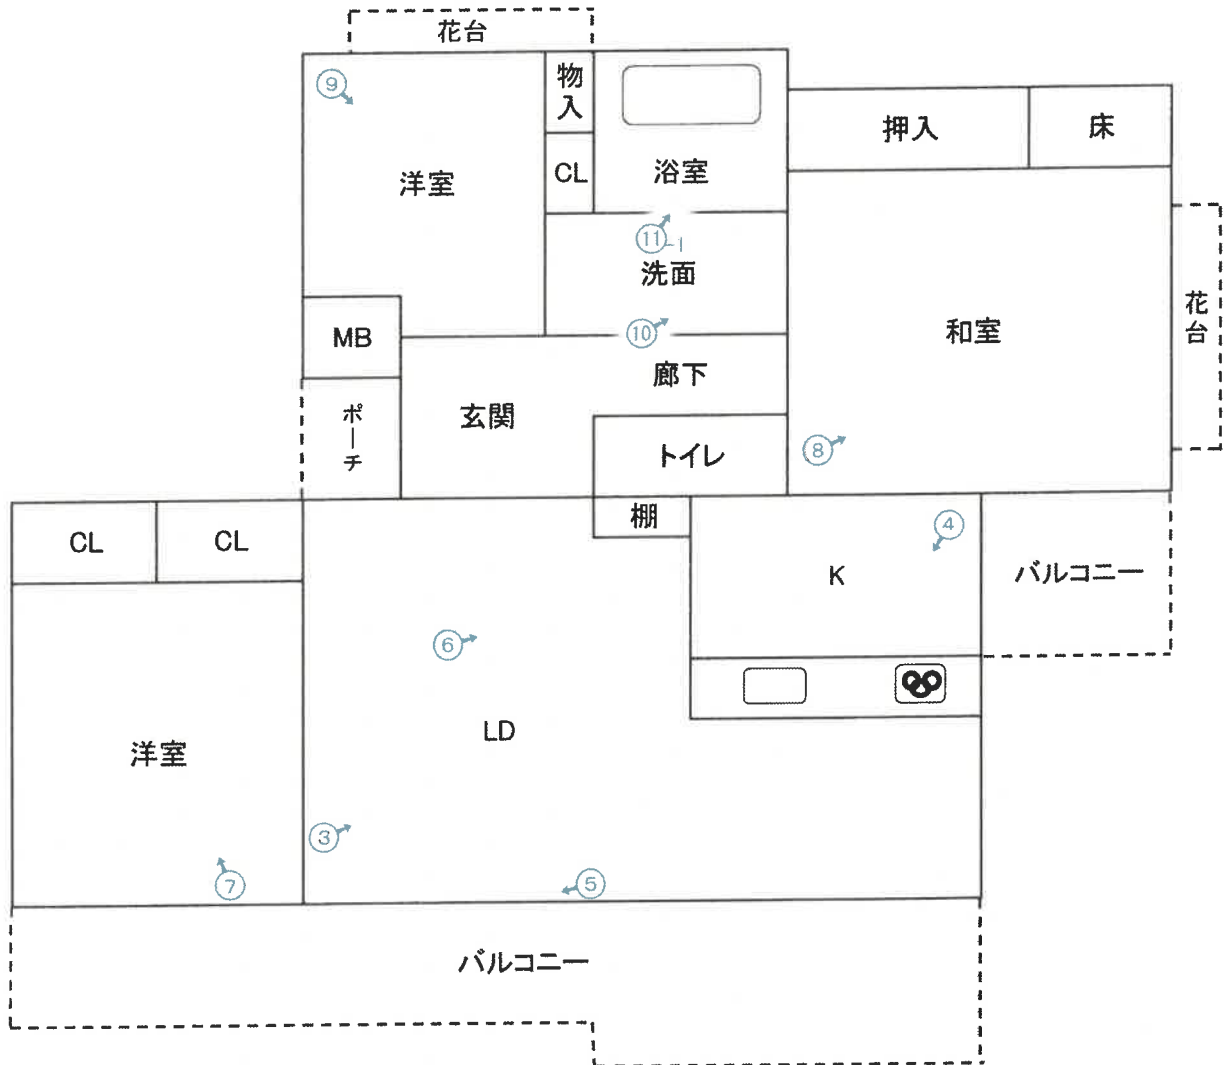 花台
⑨
物入
押入
床
洋室
CL
浴室
⑪-1
洗面
花台
MB
⑩
和室
廊下
ポーチ
玄関
トイレ
⑧
棚
④
CL
CL
K
バルコニー
⑥
洋室
LD
③
⑦
⑤
バルコニー